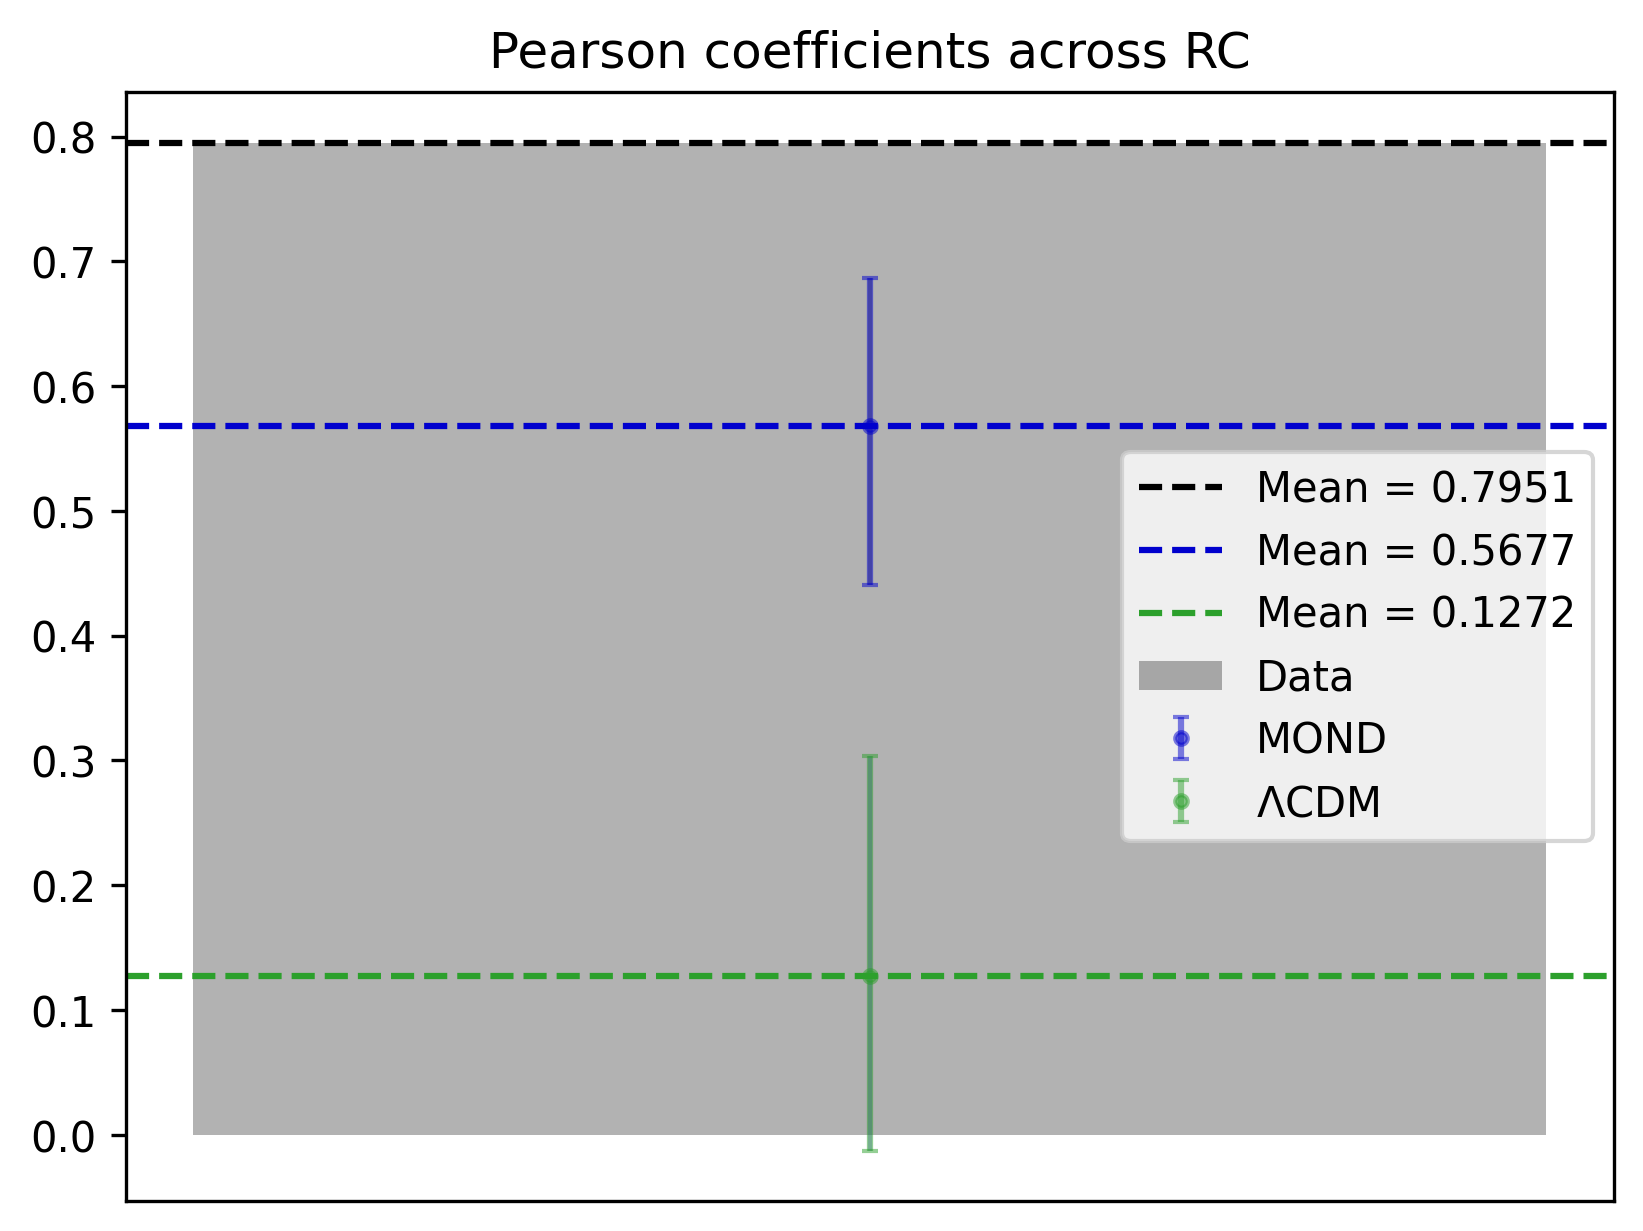 Pearson coefficients across RC
0.8
0.7
0.6
0.5
0.4
0.3
0.2
0.1
0.0
Mean = 0.7951
Mean = 0.5677
Mean = 0.1272
Data
MOND
ΛCDM